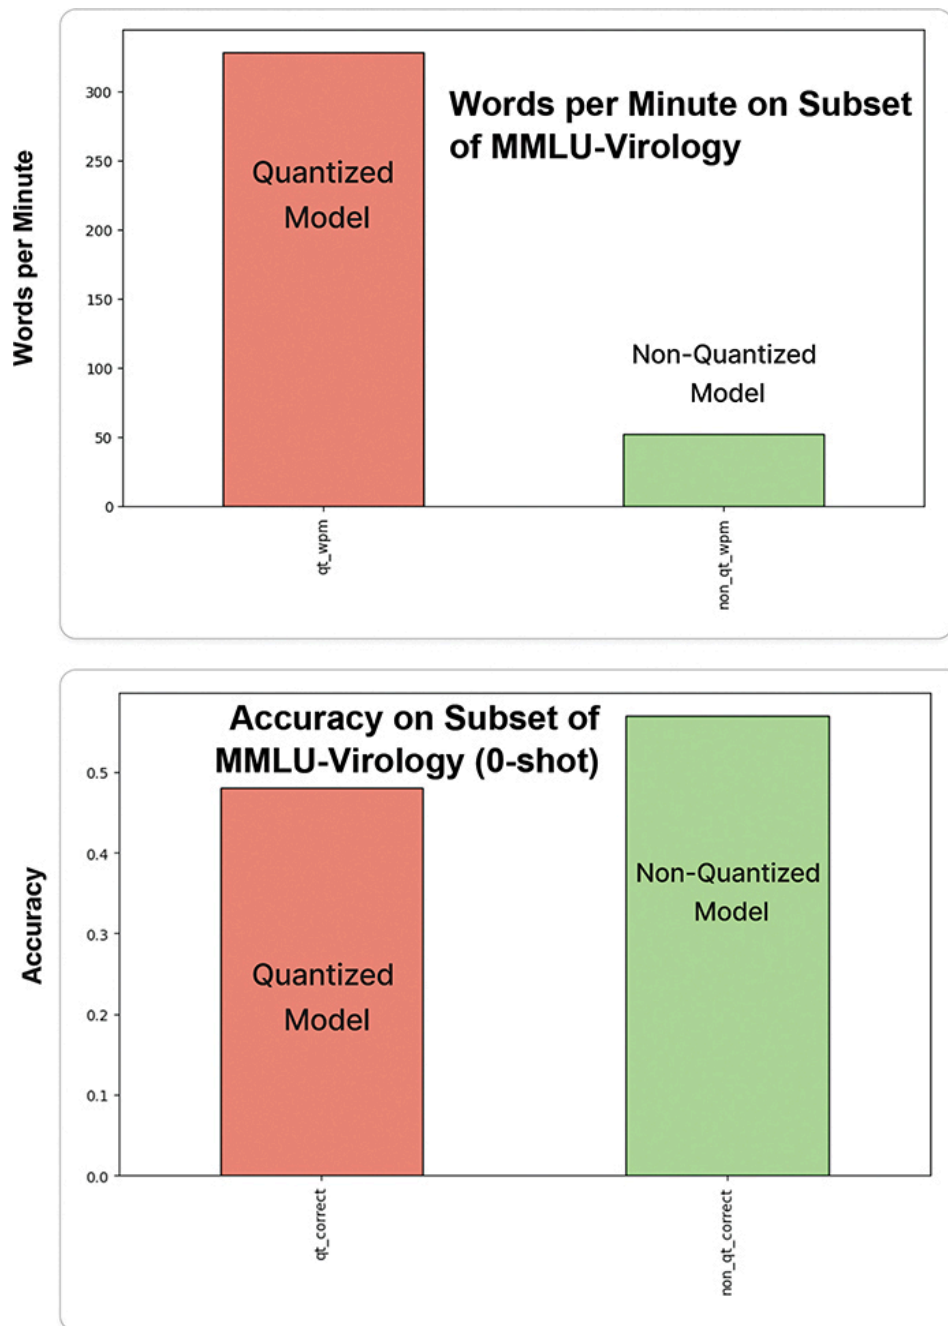 Words per Minute on Subset
of MMLU-Virology
Words per Minute
300
250
200
150
100
50
0
Quantized
Model
Non-Quantized
Model
qt_wpm
non_qt_wpm
Accuracy on Subset of
MMLU-Virology (0-shot)
Accuracy
0.5
0.4
0.3
0.2
0.1
0.0
Quantized
Model
Non-Quantized
Model
qt_correct
non_qt_correct